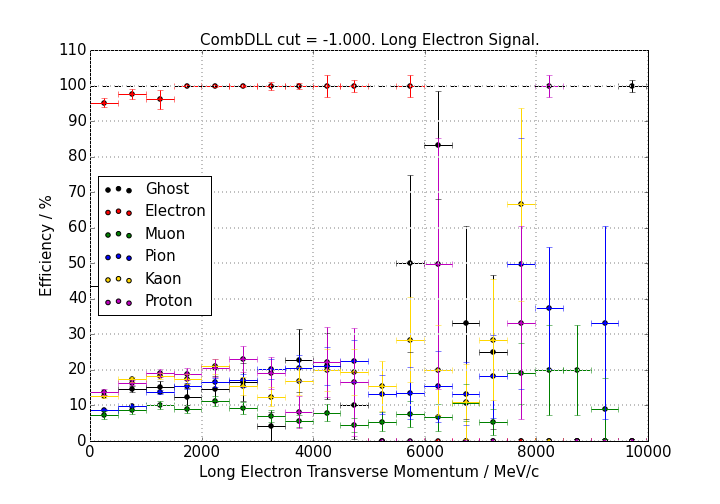 CombDLL cut = -1.000. Long Electron Signal.
110
100
90
80
70
60
50
40
30
20
10
0
Efficiency / %
Ghost
Electron
Muon
Pion
Kaon
Proton
0 2000 4000 6000 8000 10000
Long Electron Transverse Momentum / MeV/c